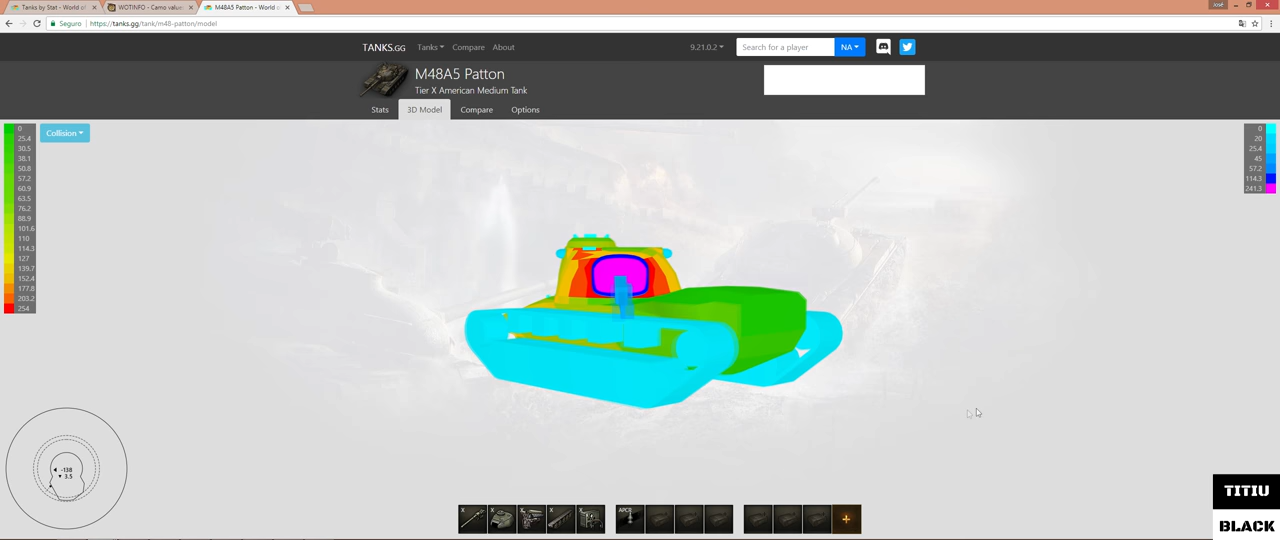 Tanks by Stat - World of
WOTINFO - Camo value
M48A5 Patton - World o
José
Seguro
https://tanks.gg/tank/m48-patton/model
TANKS.GG
Tanks
Compare
About
9.21.0.2
Search for a player
NA
M48A5 Patton
Tier X American Medium Tank
Stats
3D Model
Compare
Options
Collision
0
25.4
30.5
38.1
50.8
57.2
60.9
63.5
76.2
88.9
101.6
110
114.3
127
139.7
152.4
177.8
203.2
254
0
20
25.4
45
57.2
114.3
241.3
-138
3.5
X
X
X
X
X
APCR
TITIU
BLACK